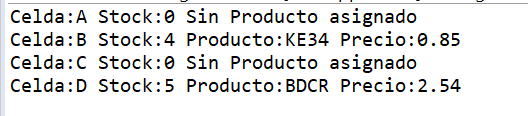 Celda:A Stock:0 Sin Producto asignado
Celda:B Stock:4 Producto:KE34 Precio:0.85
Celda:C Stock:0 Sin Producto asignado
Celda:D Stock:5 Producto:BDCR Precio:2.54